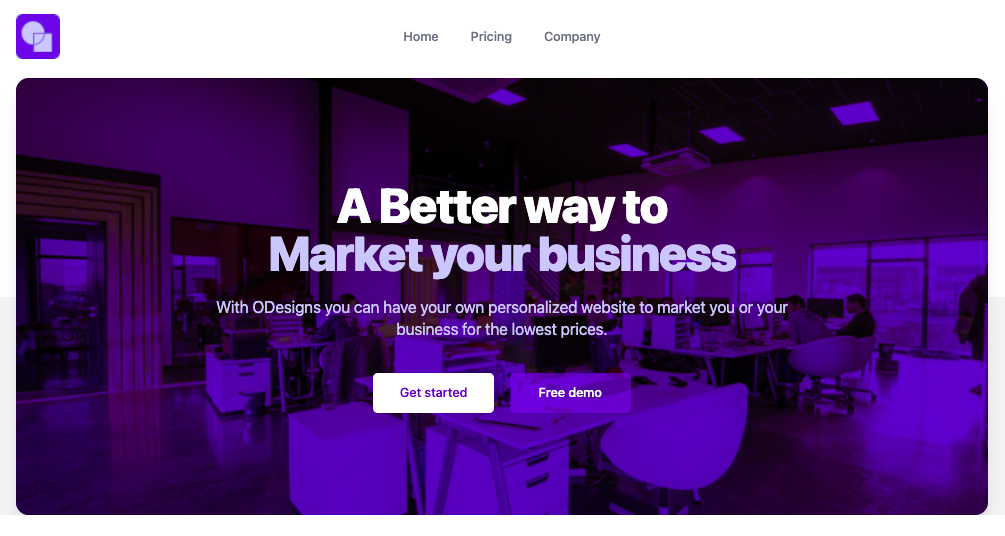 Home
Pricing
Company
A Better way to
Market your business
With ODesigns you can have your own personalized website to market you or your
business for the lowest prices.
Get started
Free demo